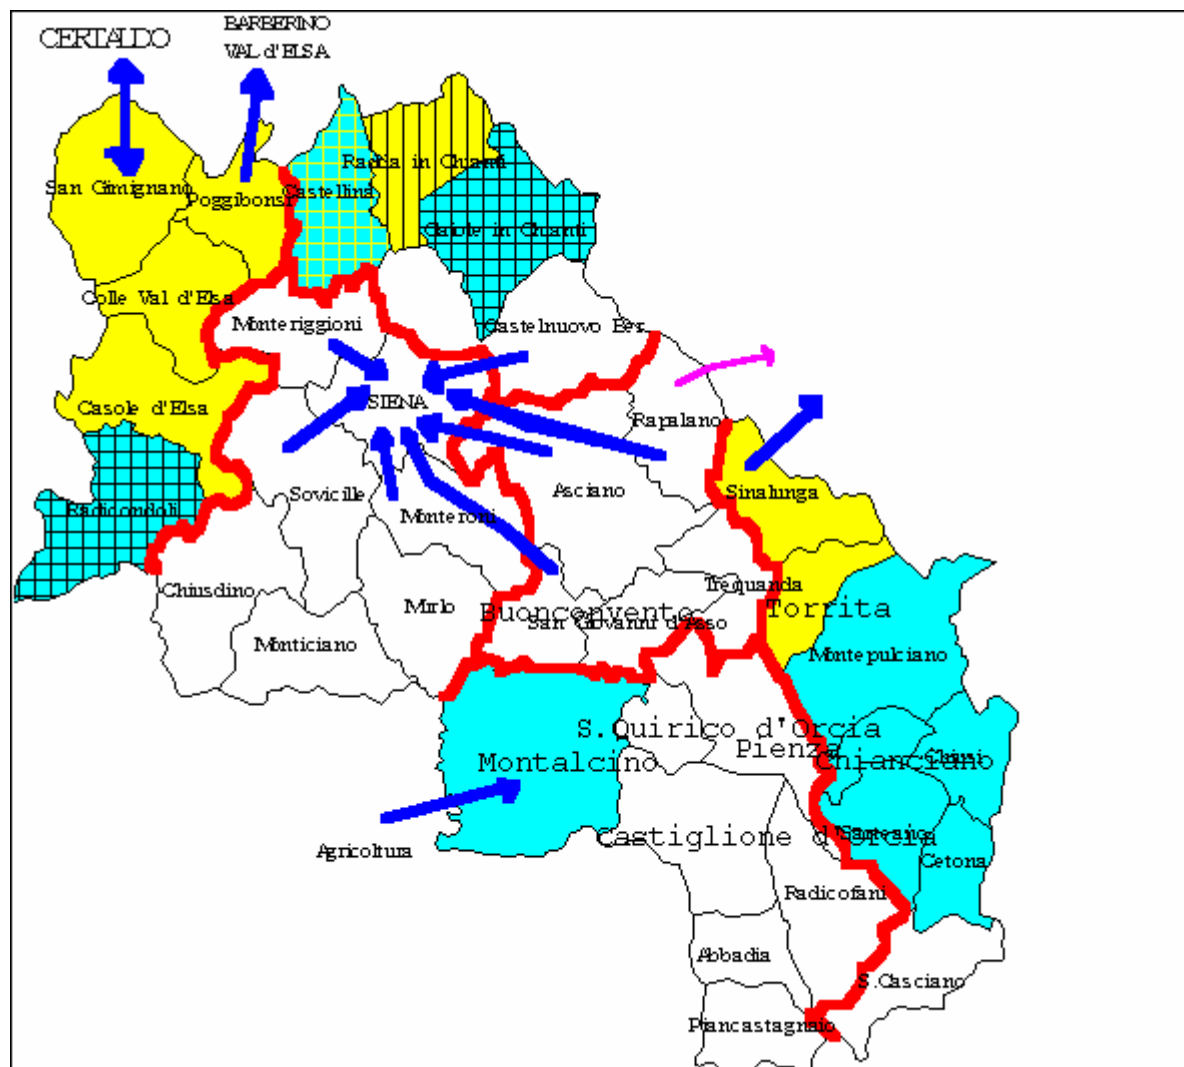 CERTALDO
BARBERINO
VAL d'ELSA
San Gimignano
Poggibonsi
Castellina
Radda in Chianti
Gaiole in Chianti
Colle Val d'Elsa
Monteriggioni
Castelnuovo Ber.
Casole d'Elsa
SIENA
Rapalano
Radicondoli
Sovicille
Asciano
Sinalunga
Monteroni
Chiusdino
Murlo
Buonconvento
San Giovanni d'Asso
Trequanda
Torrita
Monticiano
Montepulciano
S.Quirico d'Orcia
Pienza
Montalcino
Chianciano
Chiusi
Castiglione d'Orcia
Sarteano
Agricoltura
Cetona
Radicofani
Abbadia
S.Casciano
Piancastagnaio